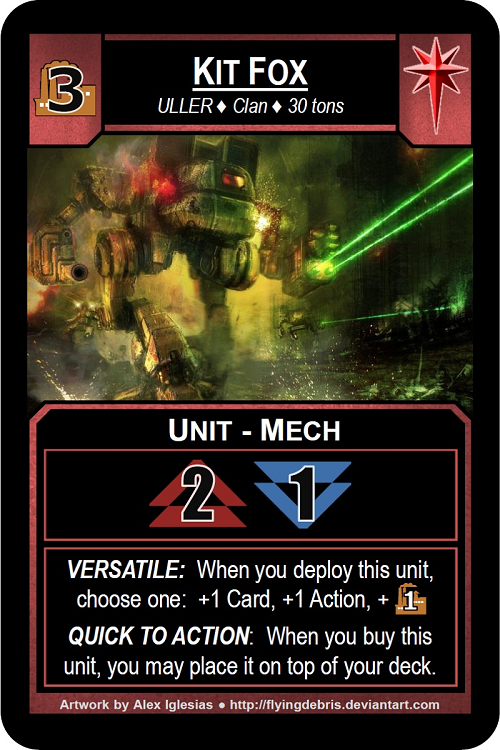 3
KIT FOX
ULLER ♦ Clan ♦ 30 tons
UNIT - MECH
2 1
VERSATILE: When you deploy this unit,
choose one: +1 Card, +1 Action, + 1
QUICK TO ACTION: When you buy this
unit, you may place it on top of your deck.
Artwork by Alex Iglesias ● http://flyingdebris.deviantart.com